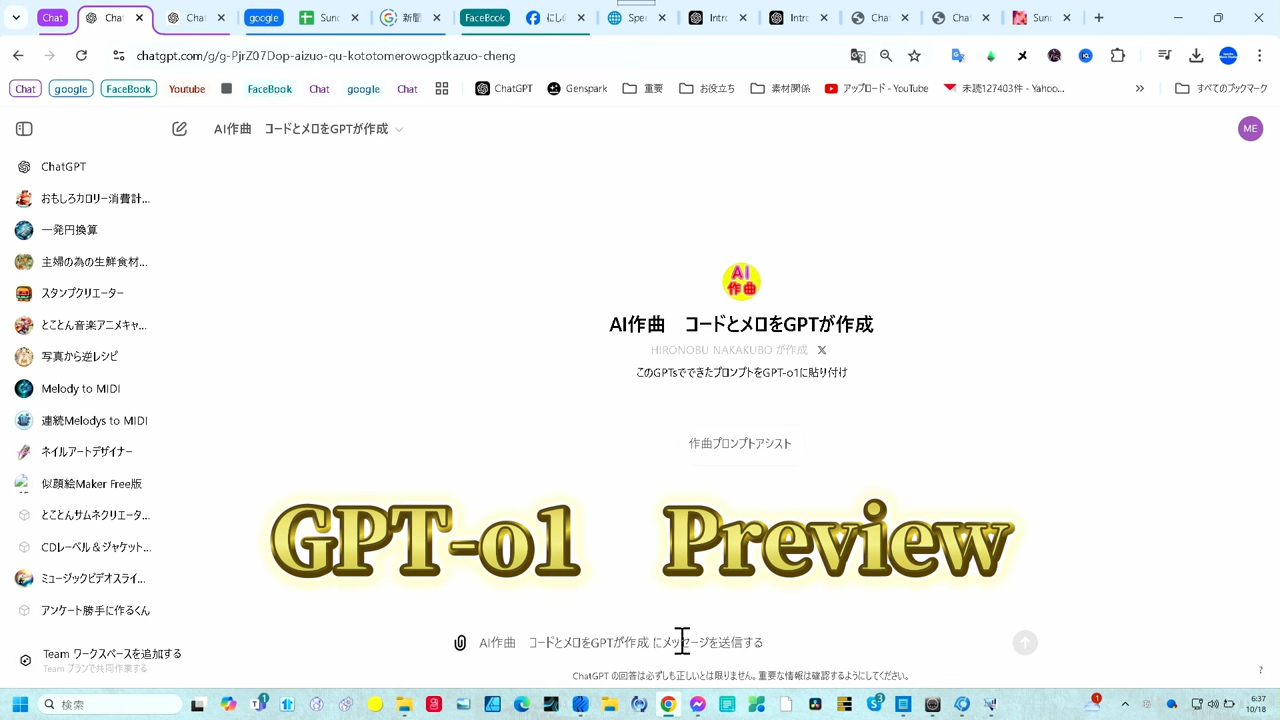 Chat
Chat
Chat
google
Sunc
新聞
FaceBook
にし
Spe
Intro
Intro
Cha
Chat
Sunc
chatgpt.com/g/g-PjrZ07Dop-aizuo-qu-kototomerowogptkazuo-cheng
Chat
google
FaceBook
Youtube
FaceBook
Chat
google
Chat
ChatGPT
Genspark
重要
お役立ち
素材関係
アップロード - YouTube
未読127403件 - Yahoo...
すべてのブックマーク
AI作曲 コードとメロをGPTが作成
ME
ChatGPT
おもしろカロリー消費計...
一発円換算
主婦の為の生鮮食材...
スタンプクリエーター
とことん音楽アニメキャ...
写真から逆レシピ
Melody to MIDI
連続Melodys to MIDI
ネイルアートデザイナー
似顔絵Maker Free版
とことんサムネクリエータ...
CDレーベル&ジャケット...
ミュージックビデオスライ...
アンケート勝手に作るくん
Team ワークスペースを追加する
Team プランで共同作業する
AI作曲
AI作曲 コードとメロをGPTが作成
HIRONOBU NAKAKUBO が作成
このGPTsでできたプロンプトをGPT-o1に貼り付け
作曲プロンプトアシスト
GPT-o1 Preview
AI作曲 コードとメロをGPTが作成 にメッセージを送信する
ChatGPT の回答は必ずしも正しいとは限りません。重要な情報は確認するようにしてください。
?
検索
6:37
10/18